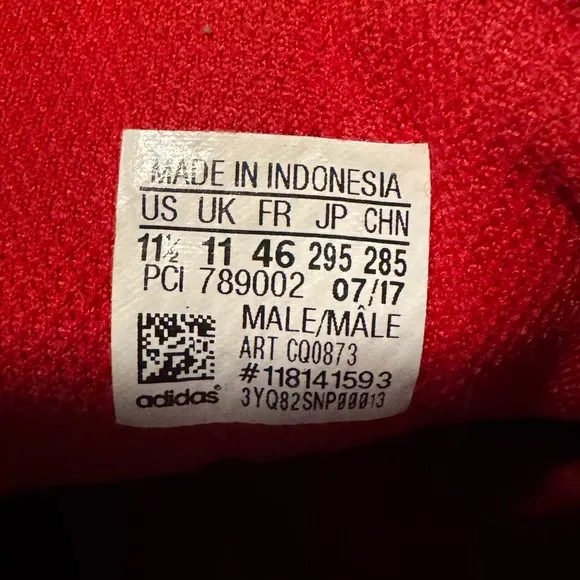 MADE IN INDONESIA
US UK FR JP CHN
11½ 11 46 295 285
PCI 789002 07/17
MALE/MÂLE
ART CQ0873
#118141593
adidas® 3YQ82SNP00013